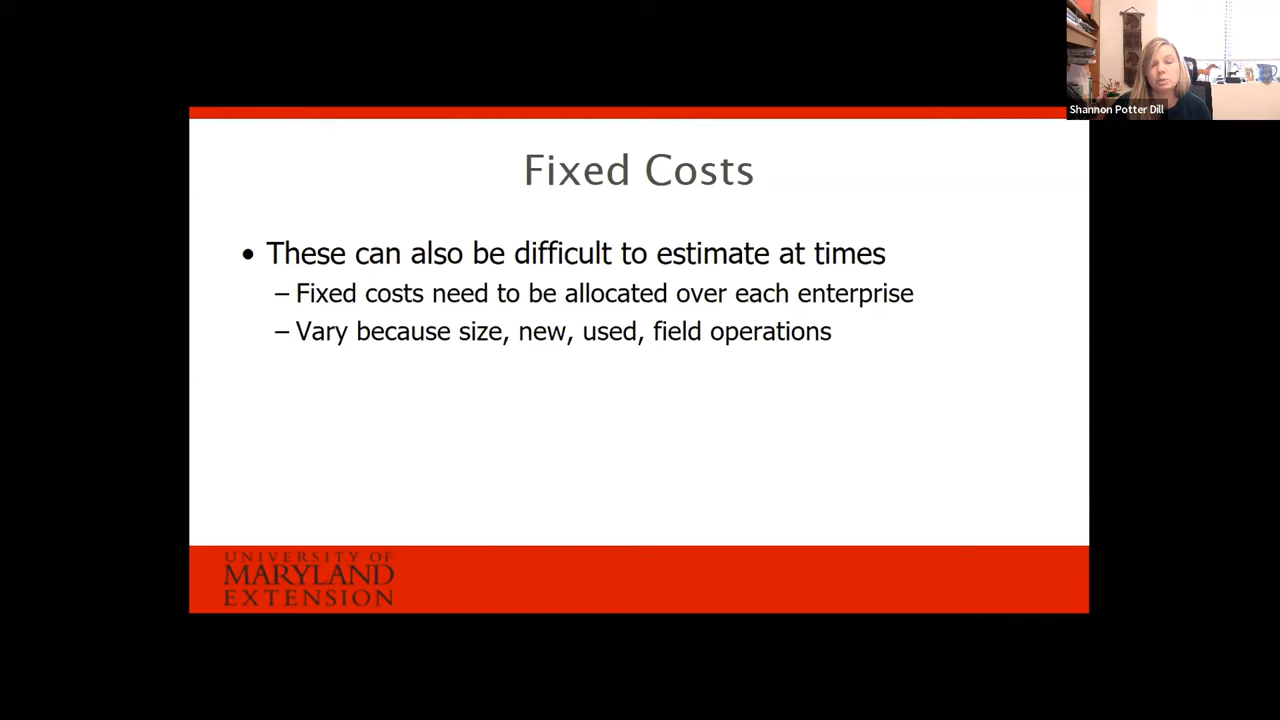 Shannon Potter Dill
Fixed Costs
• These can also be difficult to estimate at times
– Fixed costs need to be allocated over each enterprise
– Vary because size, new, used, field operations
UNIVERSITY OF
MARYLAND
EXTENSION